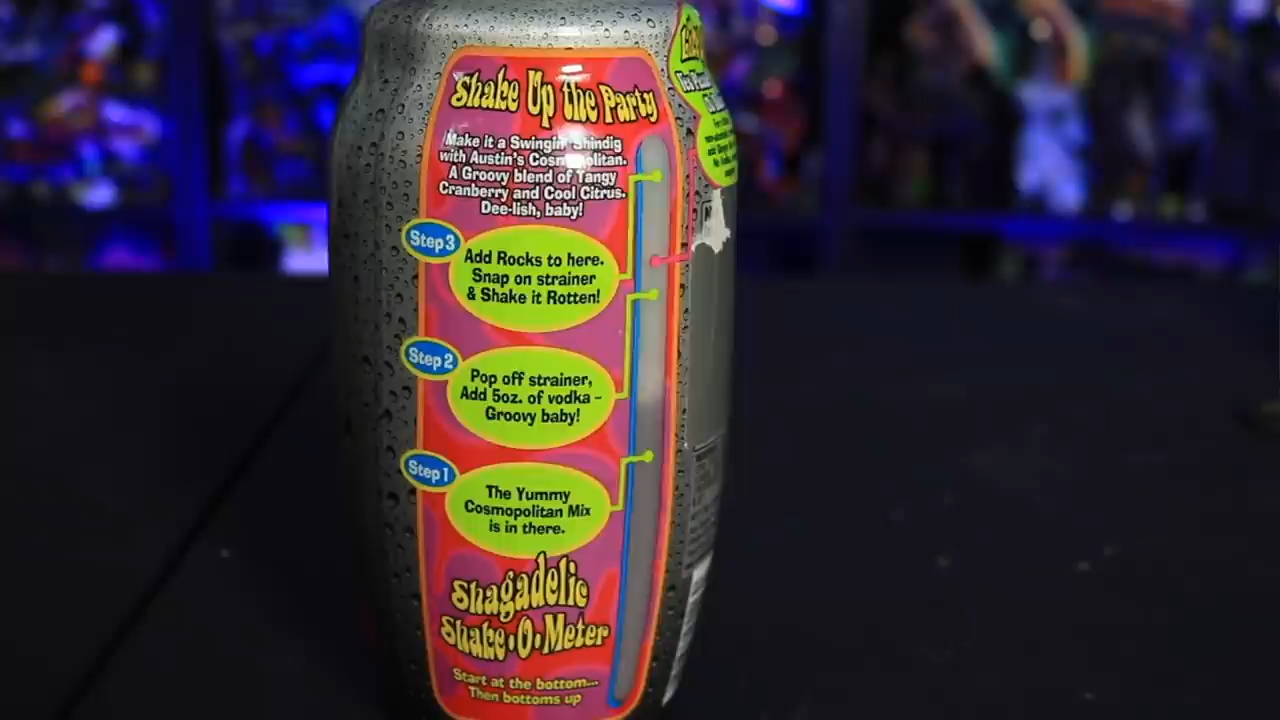 Shake Up the Party
Make it a Swingin' Shindig
with Austin's Cosmopolitan.
A Groovy blend of Tangy
Cranberry and Cool Citrus.
Dee-lish, baby!
Step 3
Add Rocks to here.
Snap on strainer
& Shake it Rotten!
Step 2
Pop off strainer,
Add 5oz. of vodka –
Groovy baby!
Step 1
The Yummy
Cosmopolitan Mix
is in there.
Shagadelic
Shake•O•Meter
Start at the bottom...
Then bottoms up